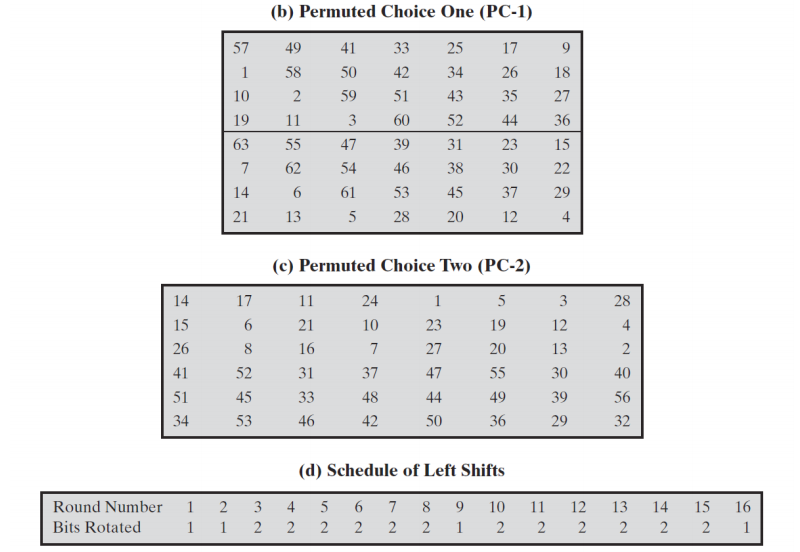 (b) Permuted Choice One (PC-1)
57 49 41 33 25 17 9
1 58 50 42 34 26 18
10 2 59 51 43 35 27
19 11 3 60 52 44 36
63 55 47 39 31 23 15
7 62 54 46 38 30 22
14 6 61 53 45 37 29
21 13 5 28 20 12 4
(c) Permuted Choice Two (PC-2)
14 17 11 24 1 5 3 28
15 6 21 10 23 19 12 4
26 8 16 7 27 20 13 2
41 52 31 37 47 55 30 40
51 45 33 48 44 49 39 56
34 53 46 42 50 36 29 32
(d) Schedule of Left Shifts
Round Number 1 2 3 4 5 6 7 8 9 10 11 12 13 14 15 16
Bits Rotated 1 1 2 2 2 2 2 2 1 2 2 2 2 2 2 1